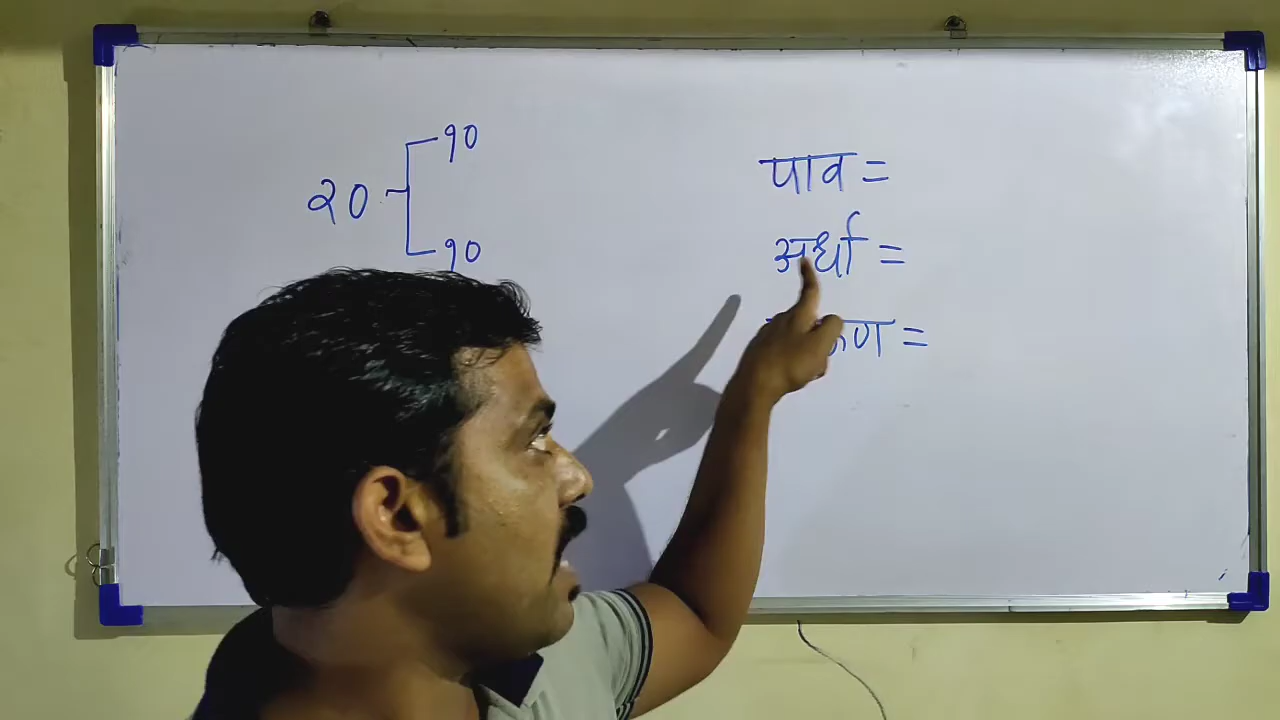 २० १०
१०
पाव =
अर्धा =
=